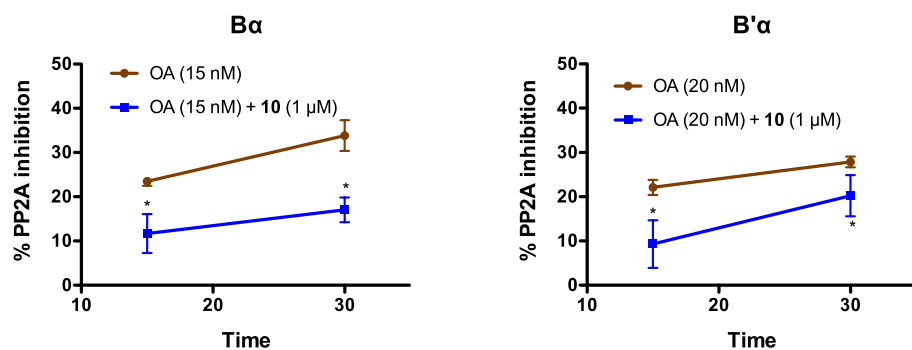 Bα
% PP2A inhibition
50
40
30
20
10
0
OA (15 nM)
OA (15 nM) + 10 (1 µM)
*
*
10
20
30
Time
B'α
% PP2A inhibition
50
40
30
20
10
0
OA (20 nM)
OA (20 nM) + 10 (1 µM)
*
*
10
20
30
Time